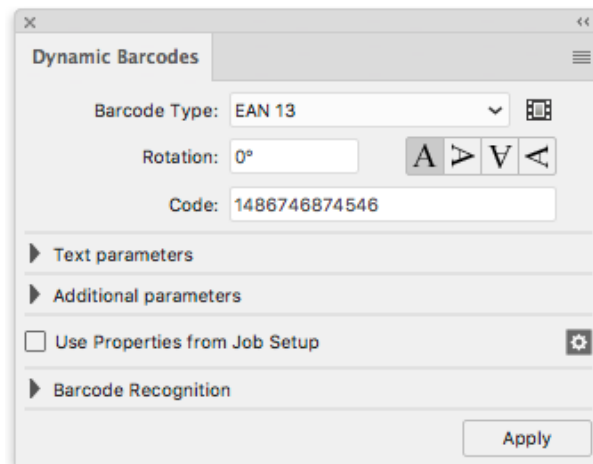 Dynamic Barcodes
Barcode Type: EAN 13
Rotation: 0° A A A A
Code: 1486746874546
Text parameters
Additional parameters
Use Properties from Job Setup
Barcode Recognition
Apply